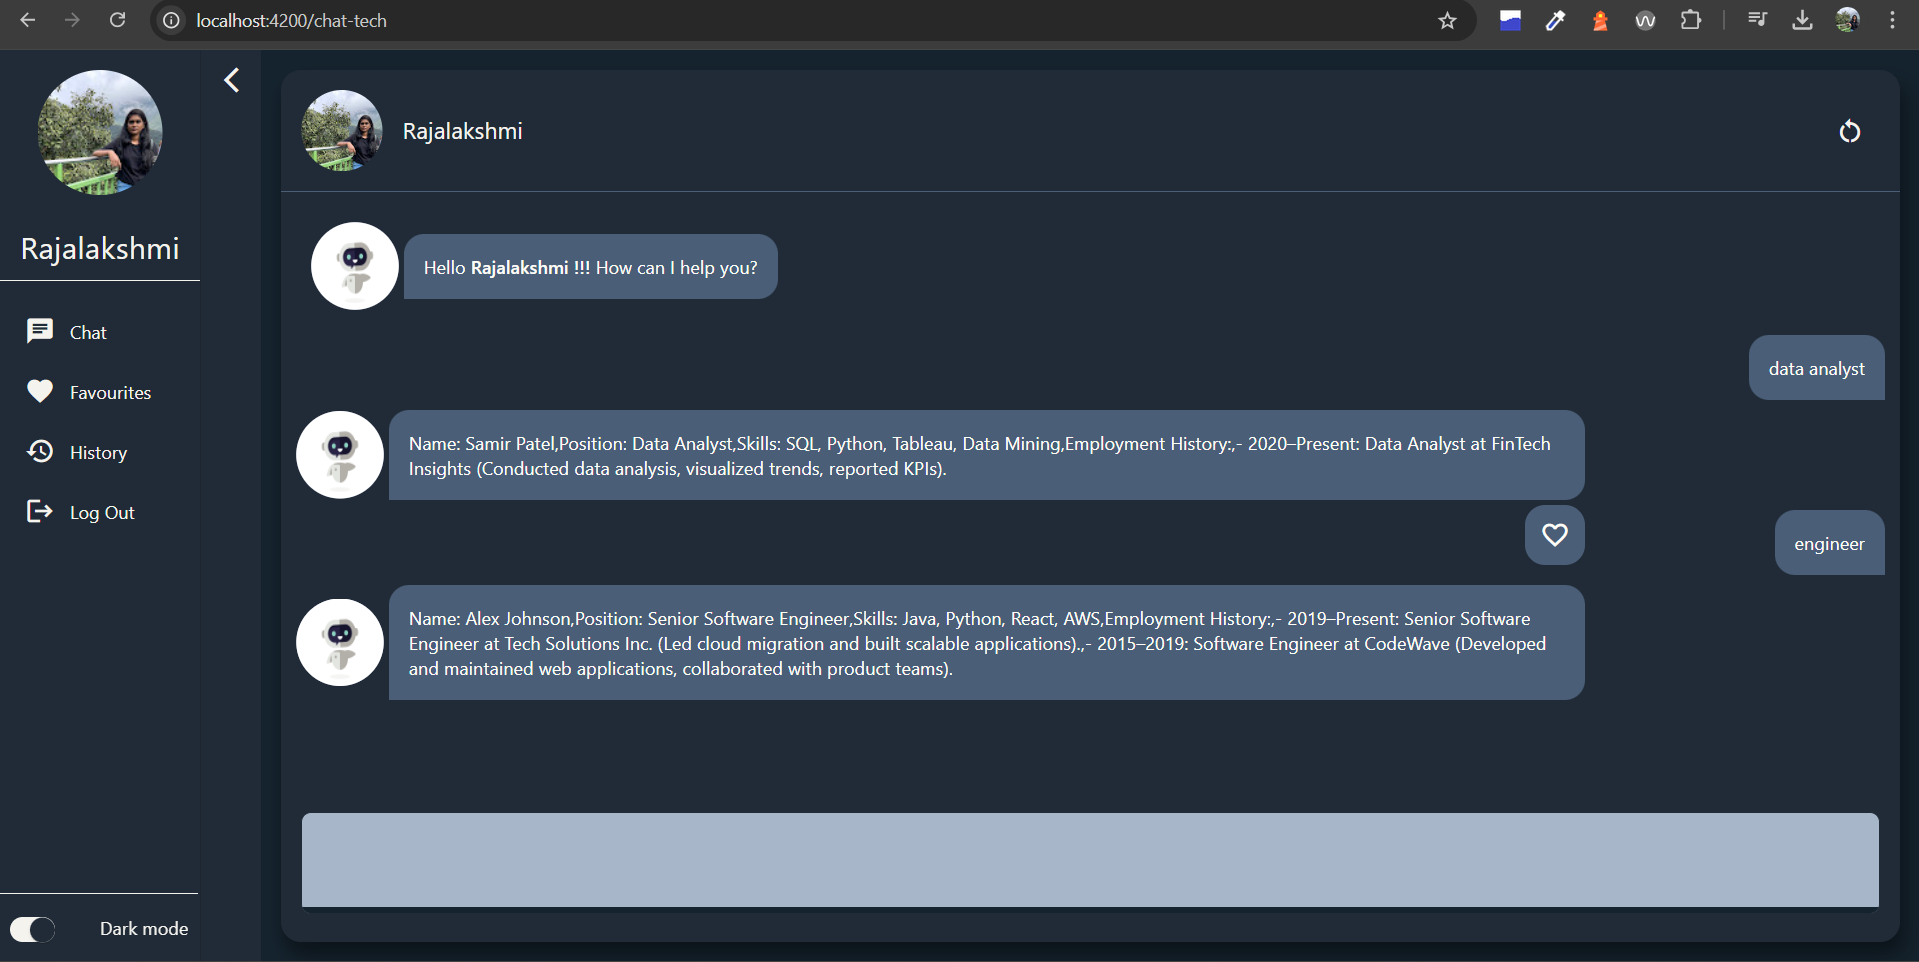 localhost:4200/chat-tech
Rajalakshmi
Chat
Favourites
History
Log Out
Dark mode
Rajalakshmi
Hello Rajalakshmi !!! How can I help you?
data analyst
Name: Samir Patel,Position: Data Analyst,Skills: SQL, Python, Tableau, Data Mining,Employment History:,- 2020–Present: Data Analyst at FinTech
Insights (Conducted data analysis, visualized trends, reported KPIs).
engineer
Name: Alex Johnson,Position: Senior Software Engineer,Skills: Java, Python, React, AWS,Employment History:,- 2019–Present: Senior Software
Engineer at Tech Solutions Inc. (Led cloud migration and built scalable applications).,- 2015–2019: Software Engineer at CodeWave (Developed
and maintained web applications, collaborated with product teams).